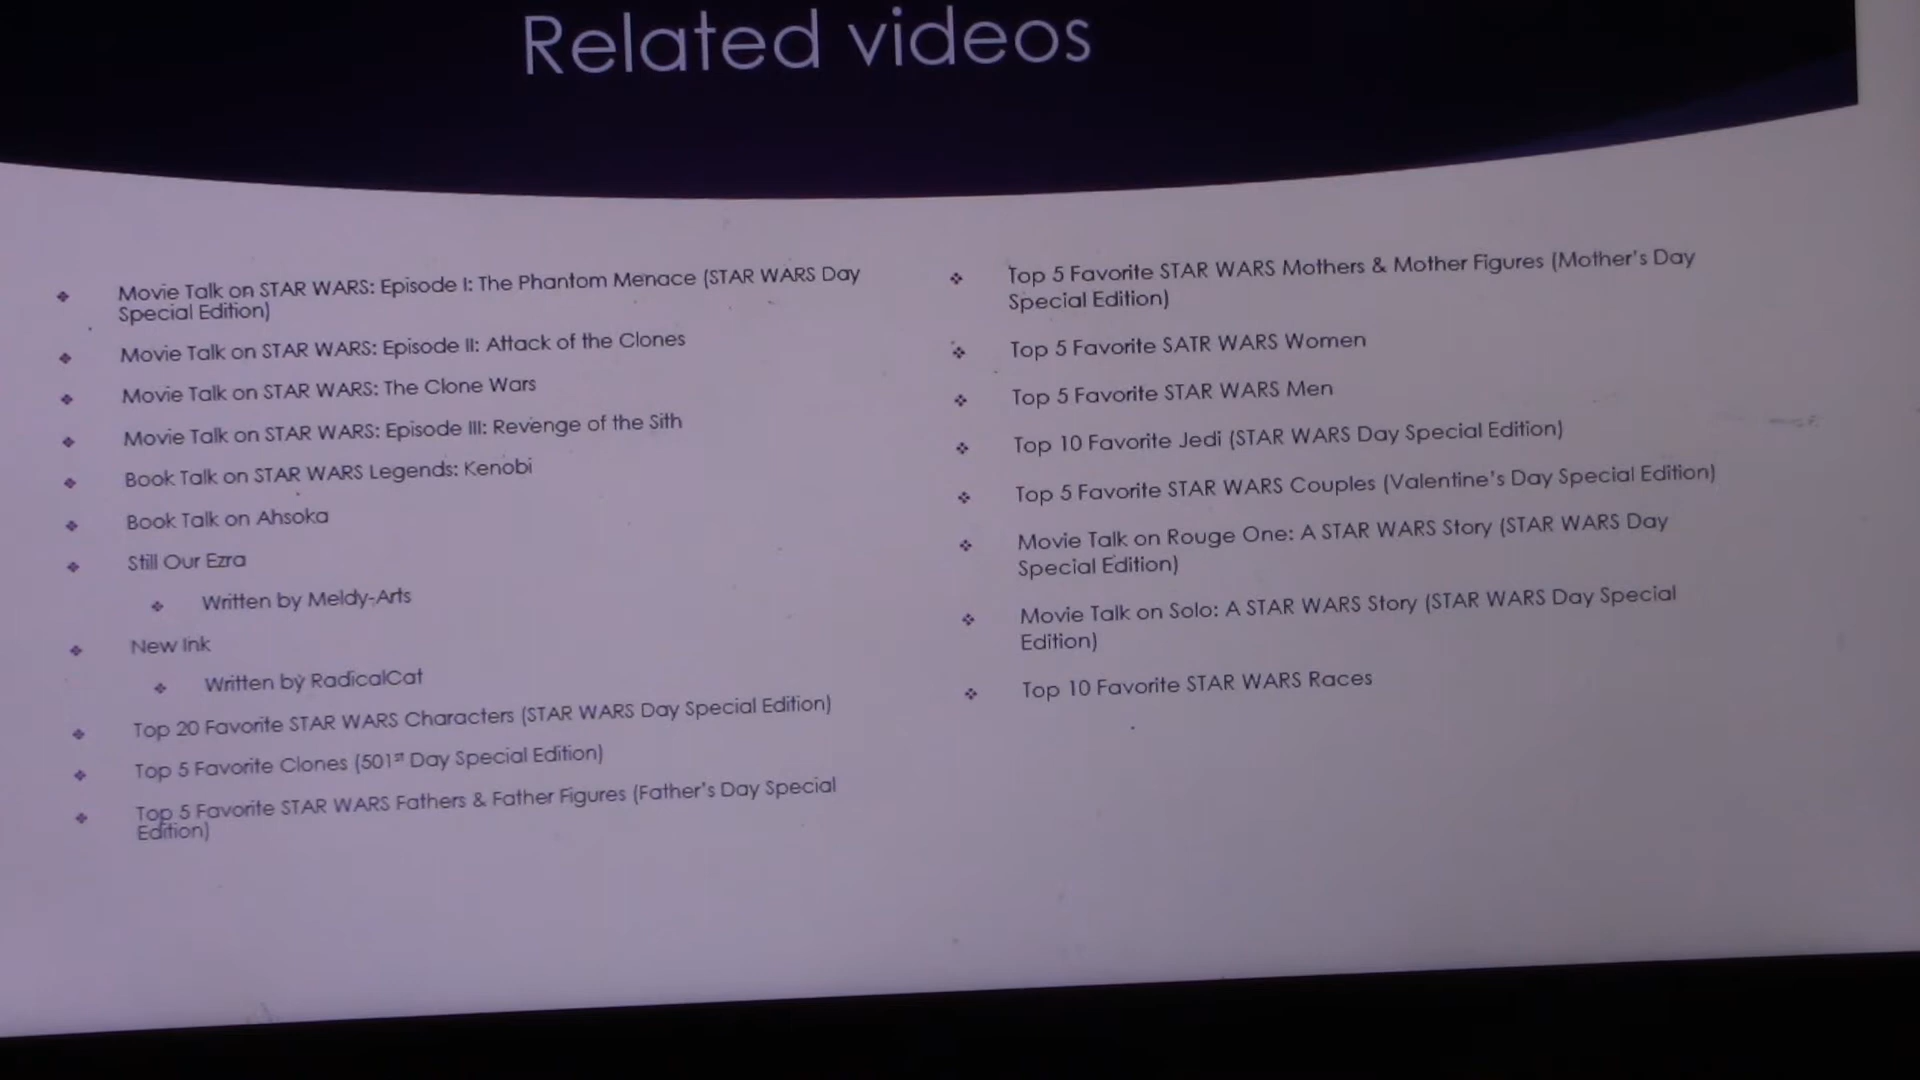 Related videos
Movie Talk on STAR WARS: Episode I: The Phantom Menace (STAR WARS Day
Special Edition)
Movie Talk on STAR WARS: Episode II: Attack of the Clones
Movie Talk on STAR WARS: The Clone Wars
Movie Talk on STAR WARS: Episode III: Revenge of the Sith
Book Talk on STAR WARS Legends: Kenobi
Book Talk on Ahsoka
Still Our Ezra
Written by Meldy-Arts
New Ink
Written by RadicalCat
Top 20 Favorite STAR WARS Characters (STAR WARS Day Special Edition)
Top 5 Favorite Clones (501st Day Special Edition)
Top 5 Favorite STAR WARS Fathers & Father Figures (Father's Day Special
Edition)
Top 5 Favorite STAR WARS Mothers & Mother Figures (Mother's Day
Special Edition)
Top 5 Favorite SATR WARS Women
Top 5 Favorite STAR WARS Men
Top 10 Favorite Jedi (STAR WARS Day Special Edition)
Top 5 Favorite STAR WARS Couples (Valentine's Day Special Edition)
Movie Talk on Rouge One: A STAR WARS Story (STAR WARS Day
Special Edition)
Movie Talk on Solo: A STAR WARS Story (STAR WARS Day Special
Edition)
Top 10 Favorite STAR WARS Races